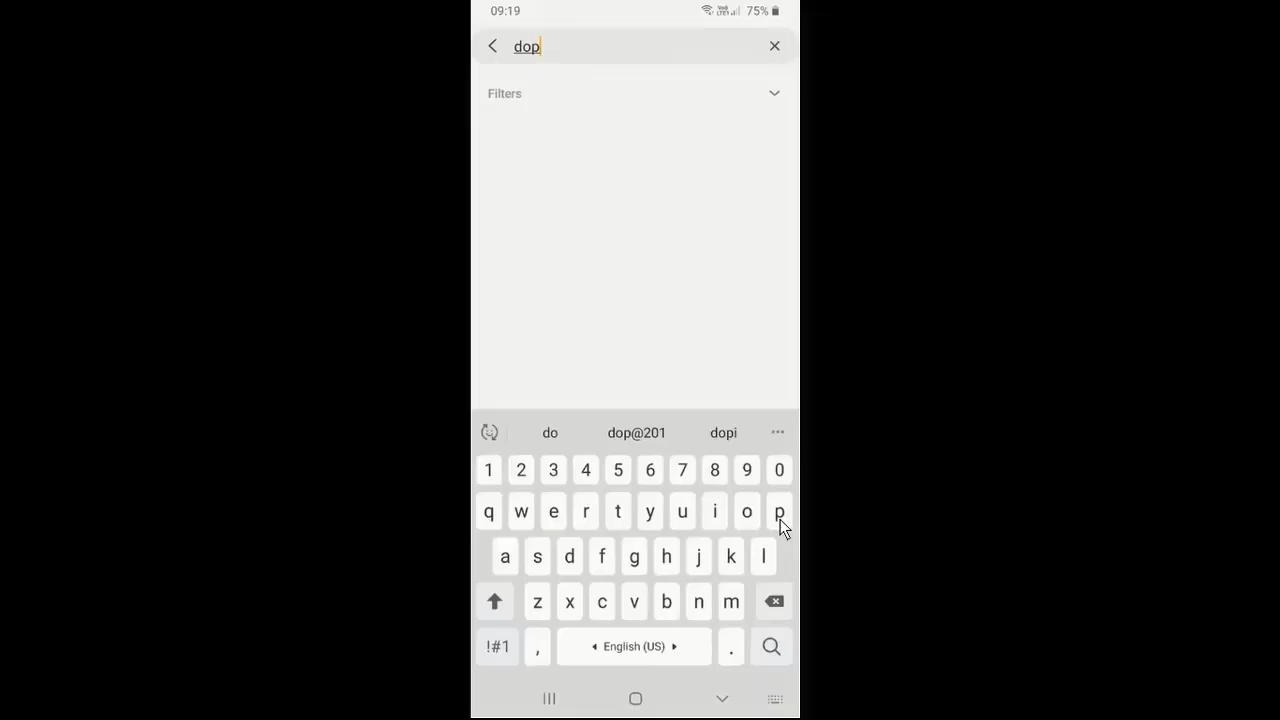 09:19 75%
dop
Filters
do dop@201 dopi ...
1 2 3 4 5 6 7 8 9 0
q w e r t y u i o p
a s d f g h j k l
z x c v b n m
!#1 , English (US) .